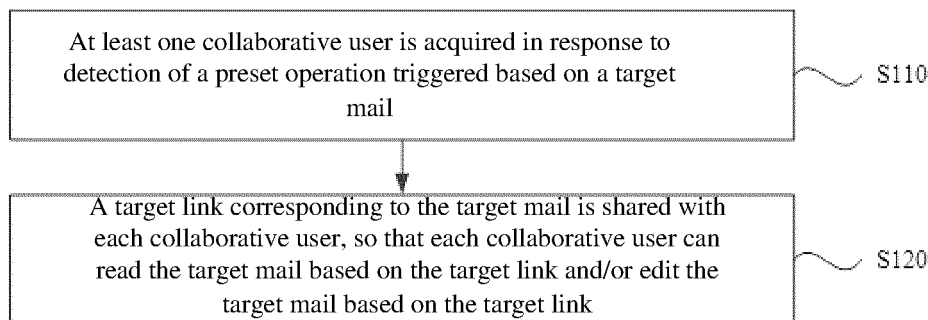 At least one collaborative user is acquired in response to
detection of a preset operation triggered based on a target
mail
S110
A target link corresponding to the target mail is shared with
each collaborative user, so that each collaborative user can
read the target mail based on the target link and/or edit the
target mail based on the target link
S120